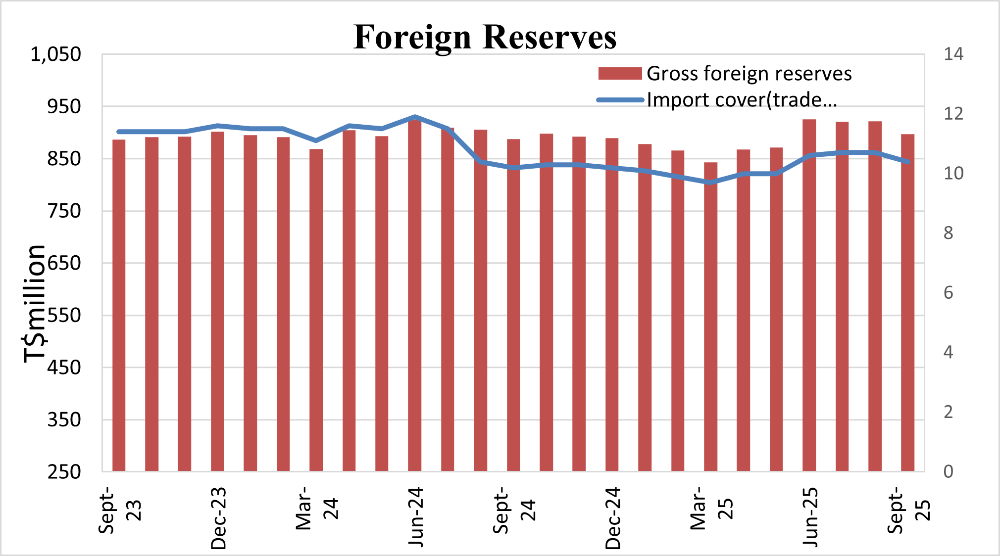 Foreign Reserves
1,050
950
850
750
650
550
450
350
250
T$million
14
12
10
8
6
4
2
0
Gross foreign reserves
Import cover(trade…
Sept-
23
Dec-23
Mar-
24
Jun-24
Sept-
24
Dec-24
Mar-
25
Jun-25
Sept-
25